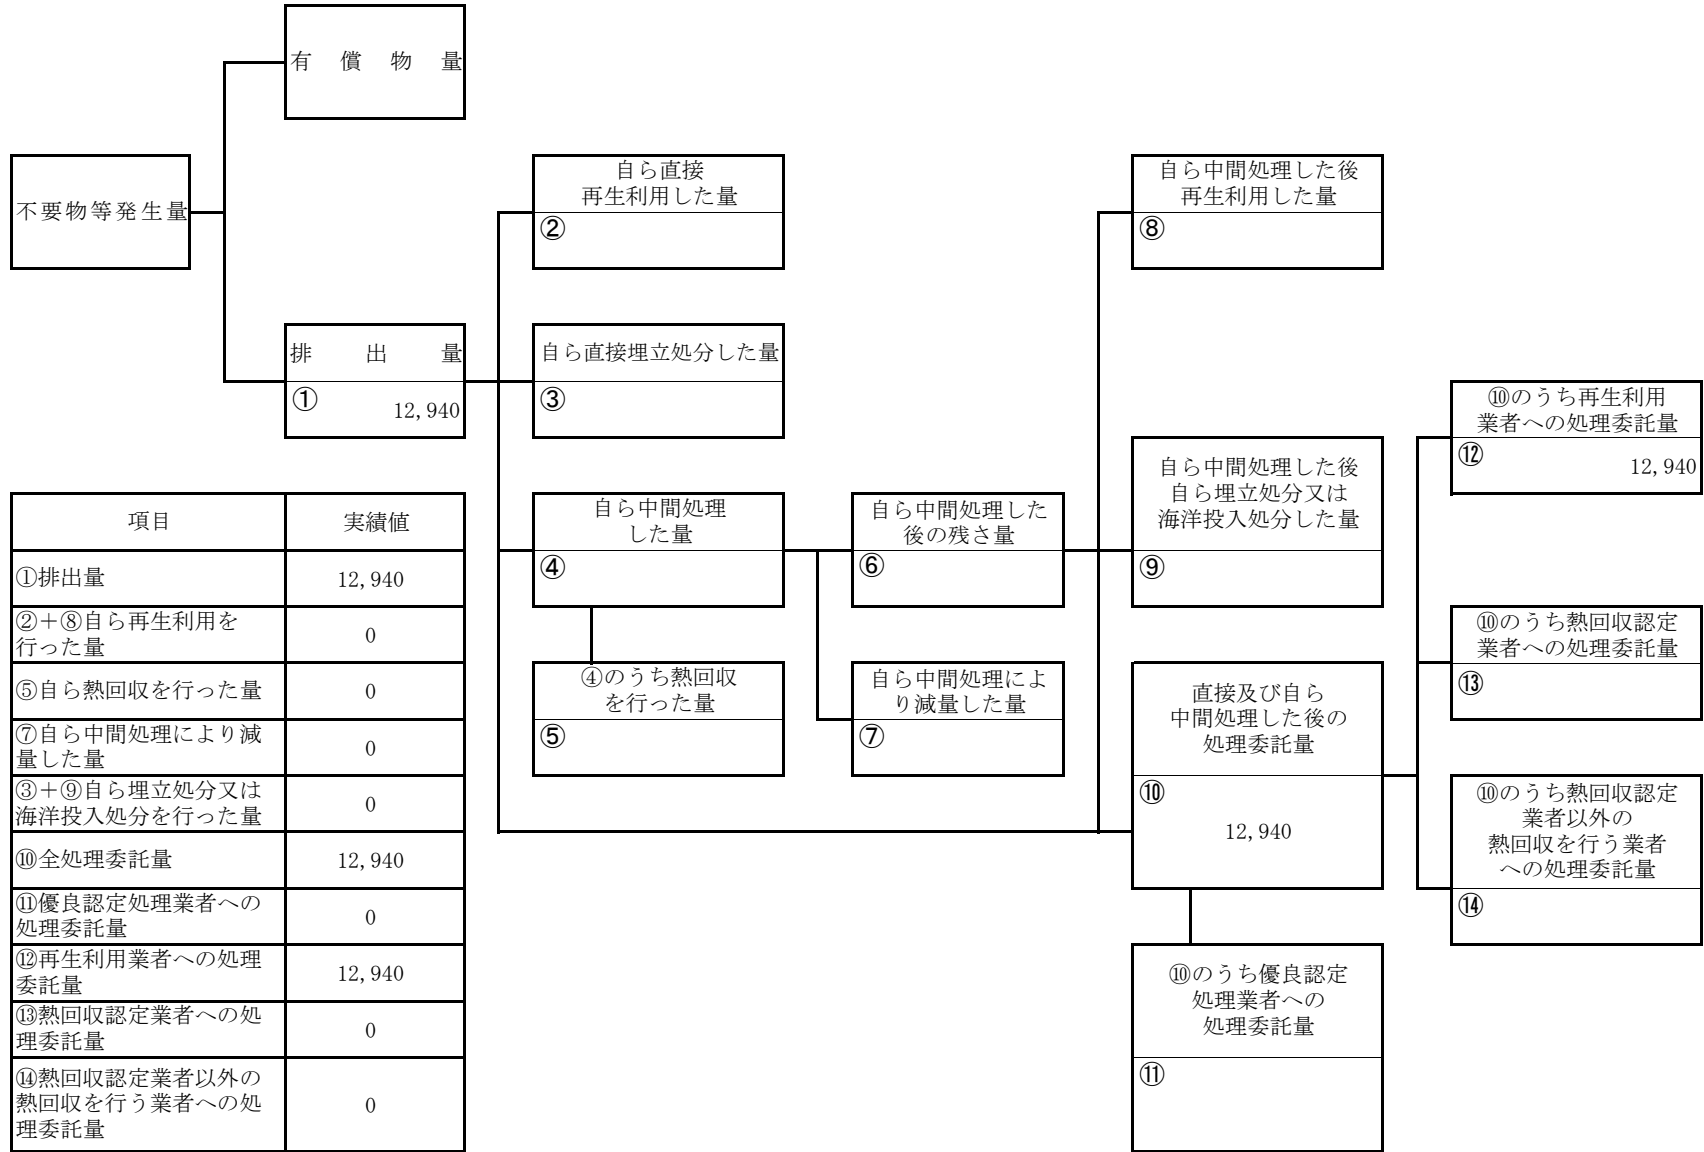 有償物量
不要物等発生量
自ら直接
再生利用した量
②
自ら中間処理した後
再生利用した量
⑧
排出量
① 12,940
自ら直接埋立処分した量
③
⑩のうち再生利用
業者への処理委託量
⑫ 12,940
自ら中間処理した後
自ら埋立処分又は
海洋投入処分した量
⑨
自ら中間処理
した量
④
自ら中間処理した
後の残さ量
⑥
⑩のうち熱回収認定
業者への処理委託量
⑬
④のうち熱回収
を行った量
⑤
自ら中間処理によ
り減量した量
⑦
直接及び自ら
中間処理した後の
処理委託量
⑩
12,940
⑩のうち熱回収認定
業者以外の
熱回収を行う業者
への処理委託量
⑭
⑩のうち優良認定
処理業者への
処理委託量
⑪
項目 実績値
①排出量 12,940
②＋⑧自ら再生利用を
行った量 0
⑤自ら熱回収を行った量 0
⑦自ら中間処理により減
量した量 0
③＋⑨自ら埋立処分又は
海洋投入処分を行った量 0
⑩全処理委託量 12,940
⑪優良認定処理業者への
処理委託量 0
⑫再生利用業者への処理
委託量 12,940
⑬熱回収認定業者への処
理委託量 0
⑭熱回収認定業者以外の
熱回収を行う業者への処
理委託量 0